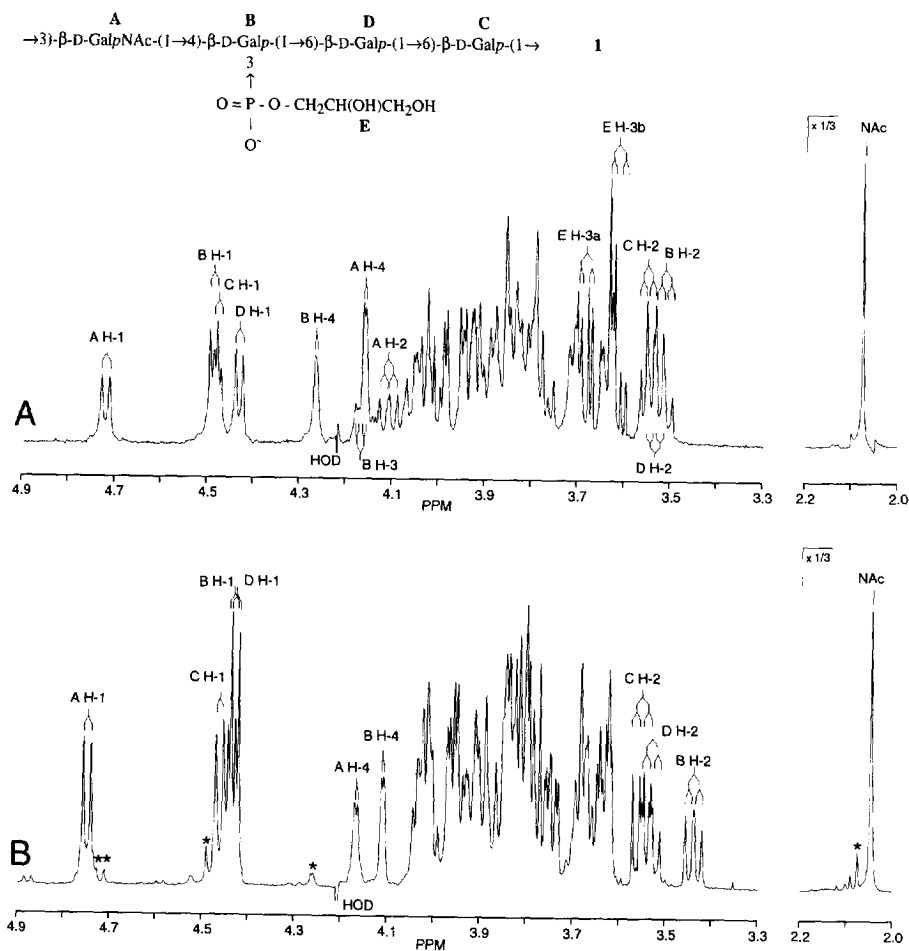 A B D C
→3)-β-D-GalpNAc-(1→4)-β-D-Galp-(1→6)-β-D-Galp-(1→6)-β-D-Galp-(1→ 1
3
↑
O = P - O - CH₂CH(OH)CH₂OH
O⁻ E
E H-3b
x 1/3 NAc
E H-3a C H-2 B H-2
B H-1 A H-4
C H-1
D H-1
B H-4
A H-1 A H-2
A
HOD B H-3 D H-2
4.9 4.7 4.5 4.3 4.1 3.9 3.7 3.5 3.3 2.2 2.0
PPM
x 1/3
B H-1 D H-1 NAc
C H-1 C H-2
A H-1 D H-2
A H-4 B H-4 B H-2
B
** * * *
HOD
4.9 4.7 4.5 4.3 4.1 3.9 3.7 3.5 3.3 2.2 2.0
PPM